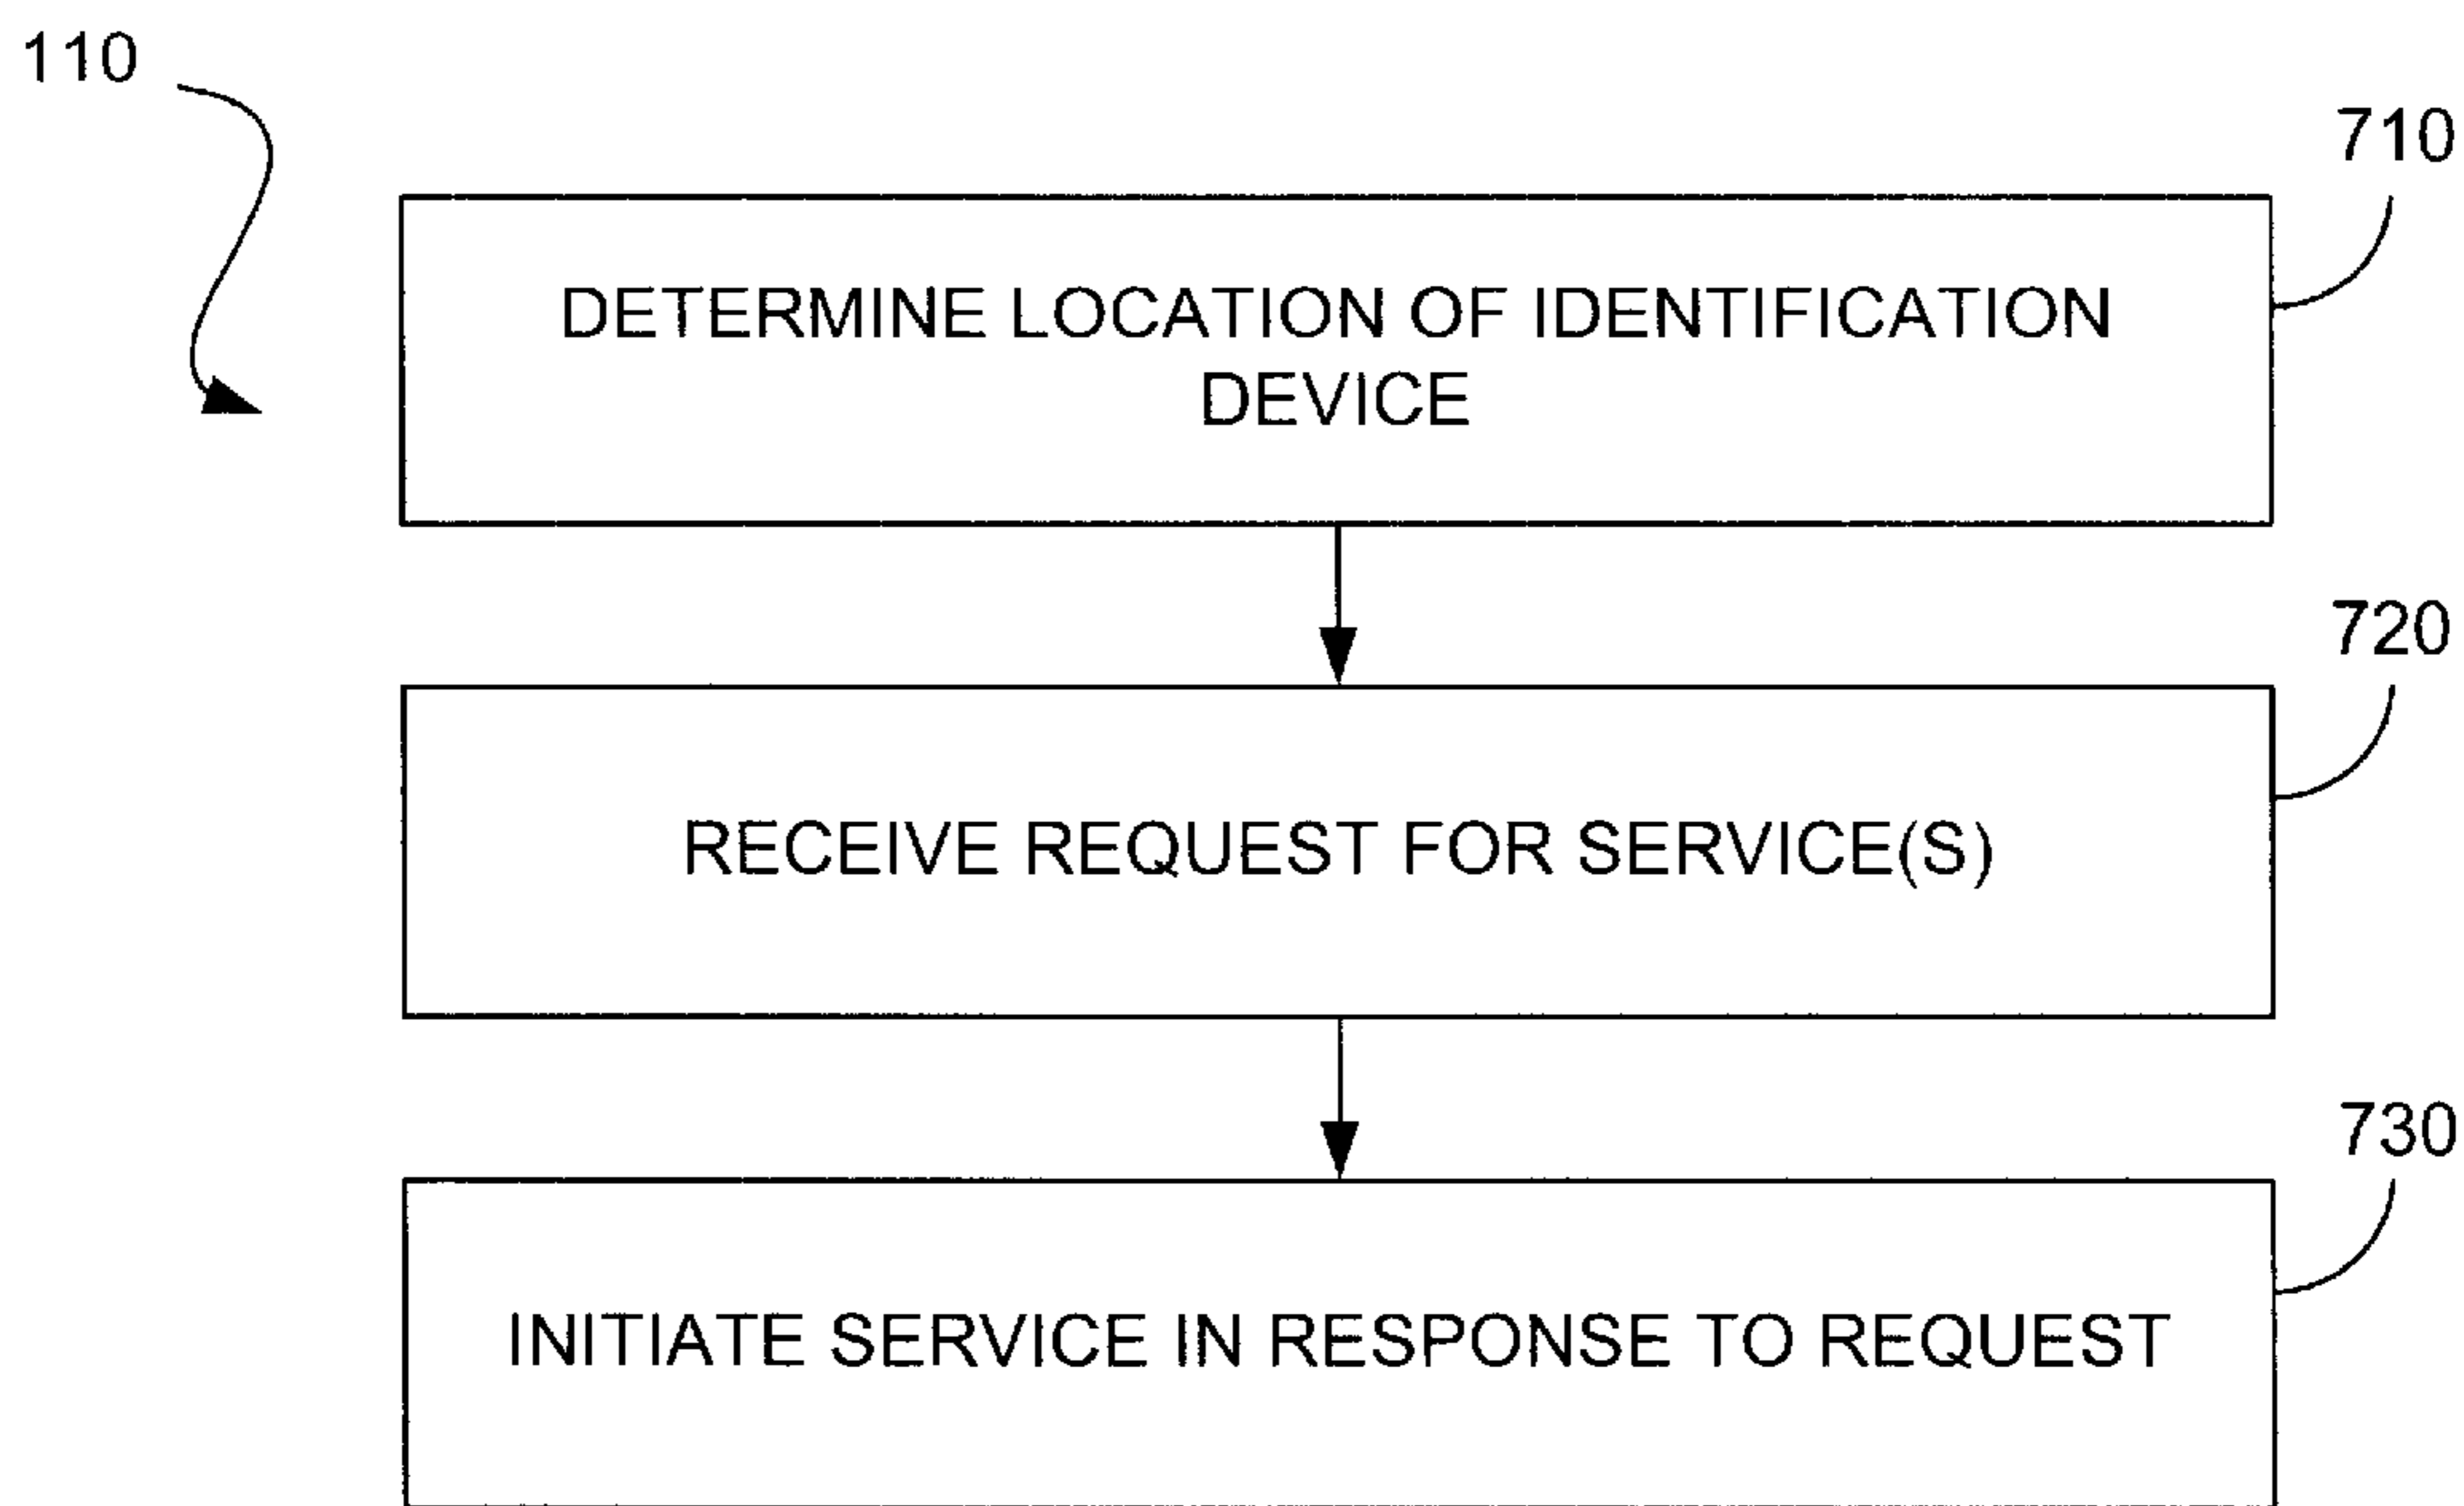 110
710
DETERMINE LOCATION OF IDENTIFICATION
DEVICE
720
RECEIVE REQUEST FOR SERVICE(S)
730
INITIATE SERVICE IN RESPONSE TO REQUEST